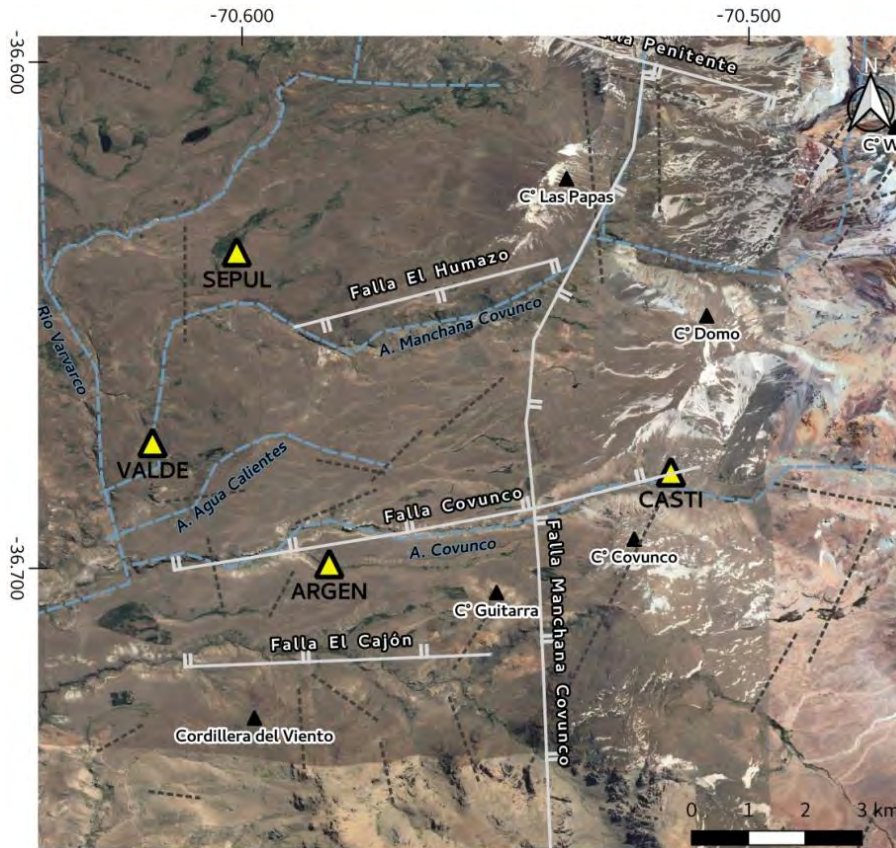 -70.600
-70.500
-36.600
-36.700
Penitente
N
C° Las Papas
SEPUL
Falla El Humazo
A. Manchana Covunco
C° Domo
Rio Varvarco
VALDE
A. Agua Calientes
Falla Covunco
CASTI
A. Covunco
C° Covunco
ARGEN
C° Guitarra
Falla Manchana Covunco
Falla El Cajón
Cordillera del Viento
0 1 2 3 km